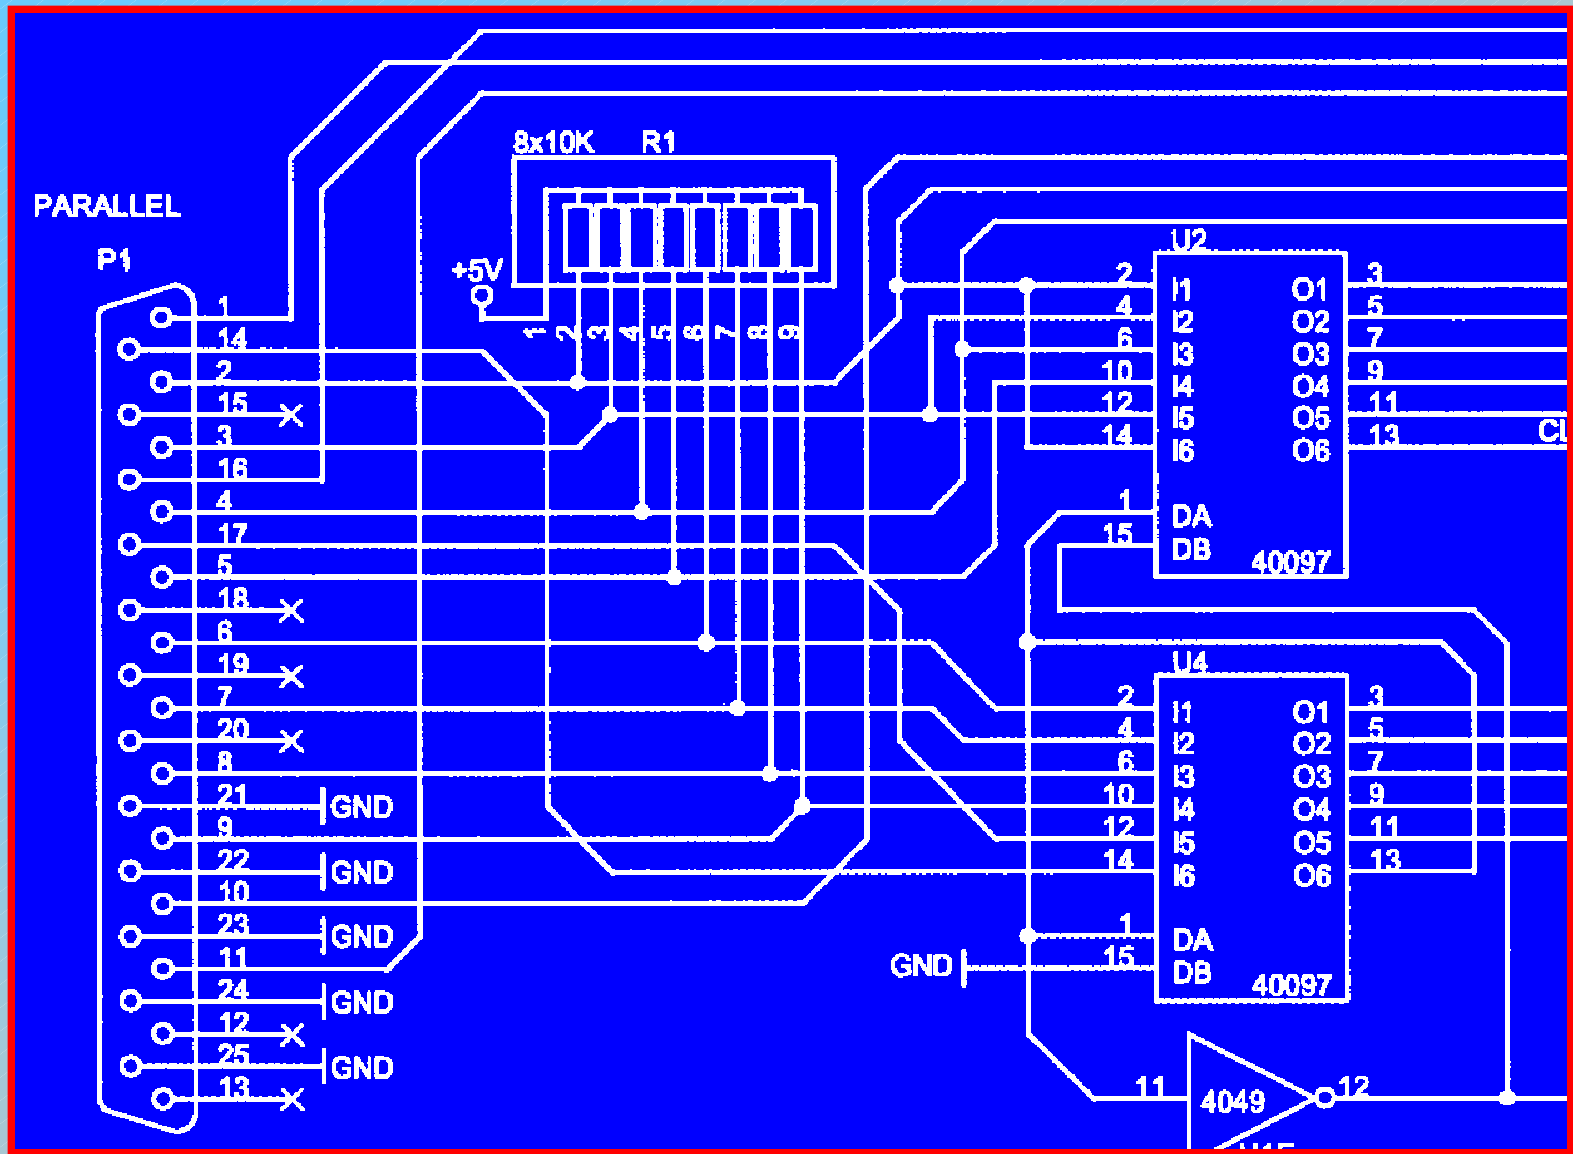 8x10K R1
PARALLEL
P1
+5V
1 2 3 4 5 6 7 8 9
1
14
2
15
3
16
4
17
5
18
6
19
7
20
8
21 GND
9
22 GND
10
23 GND
11
24 GND
12
25 GND
13
U2
2 I1 O1 3
4 I2 O2 5
6 I3 O3 7
10 I4 O4 9
12 I5 O5 11
14 I6 O6 13
CL
1 DA
15 DB
40097
U4
2 I1 O1 3
4 I2 O2 5
6 I3 O3 7
10 I4 O4 9
12 I5 O5 11
14 I6 O6 13
1 DA
GND 15 DB
40097
11 4049 12